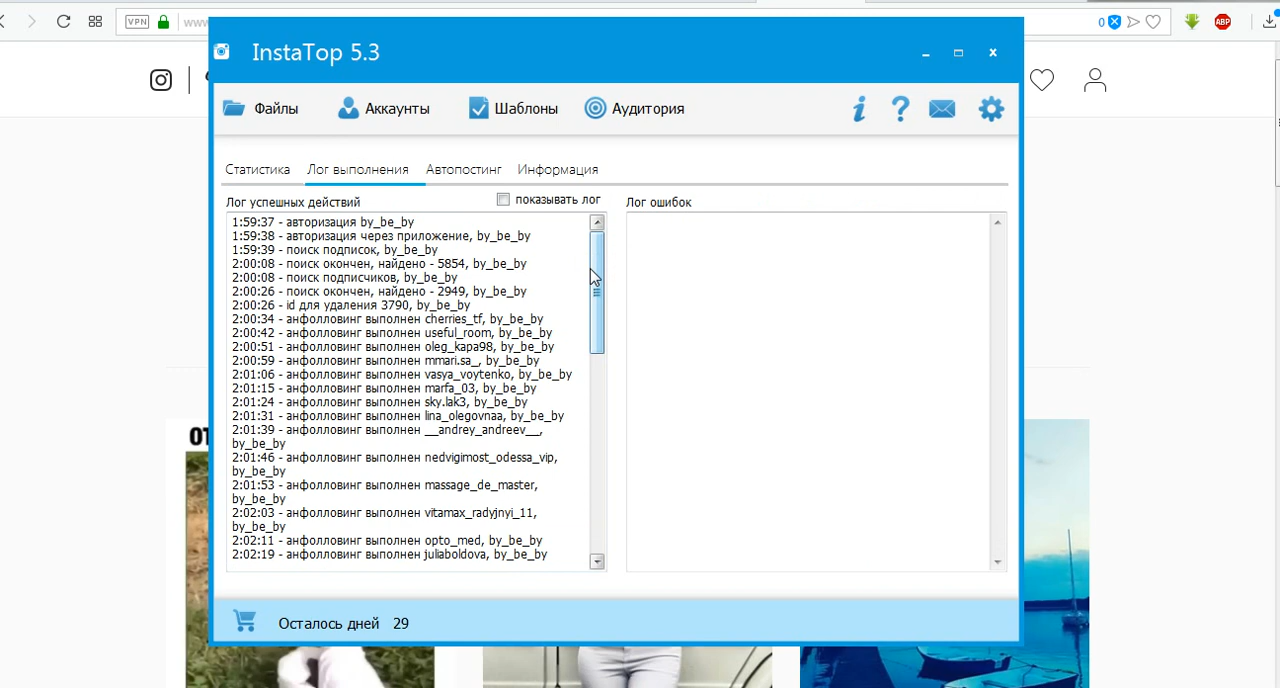 VPN
www
0
ABP
InstaTop 5.3
Файлы
Аккаунты
Шаблоны
Аудитория
Статистика
Лог выполнения
Автопостинг
Информация
Лог успешных действий
показывать лог
Лог ошибок
1:59:37 - авторизация by_be_by
1:59:38 - авторизация через приложение, by_be_by
1:59:39 - поиск подписок, by_be_by
2:00:08 - поиск окончен, найдено - 5854, by_be_by
2:00:08 - поиск подписчиков, by_be_by
2:00:26 - поиск окончен, найдено - 2949, by_be_by
2:00:26 - id для удаления 3790, by_be_by
2:00:34 - анфолловинг выполнен cherries_tf, by_be_by
2:00:42 - анфолловинг выполнен useful_room, by_be_by
2:00:51 - анфолловинг выполнен oleg_kapa98, by_be_by
2:00:59 - анфолловинг выполнен mmari.sa_, by_be_by
2:01:06 - анфолловинг выполнен vasya_voytenko, by_be_by
2:01:15 - анфолловинг выполнен marfa_03, by_be_by
2:01:24 - анфолловинг выполнен sky.lak3, by_be_by
2:01:31 - анфолловинг выполнен lina_olegovnaa, by_be_by
2:01:39 - анфолловинг выполнен __andrey_andreev__,
by_be_by
2:01:46 - анфолловинг выполнен nedvigimost_odessa_vip,
by_be_by
2:01:53 - анфолловинг выполнен massage_de_master,
by_be_by
2:02:03 - анфолловинг выполнен vitamax_radyjnyi_11,
by_be_by
2:02:11 - анфолловинг выполнен opto_med, by_be_by
2:02:19 - анфолловинг выполнен juliaboldova, by_be_by
Осталось дней 29